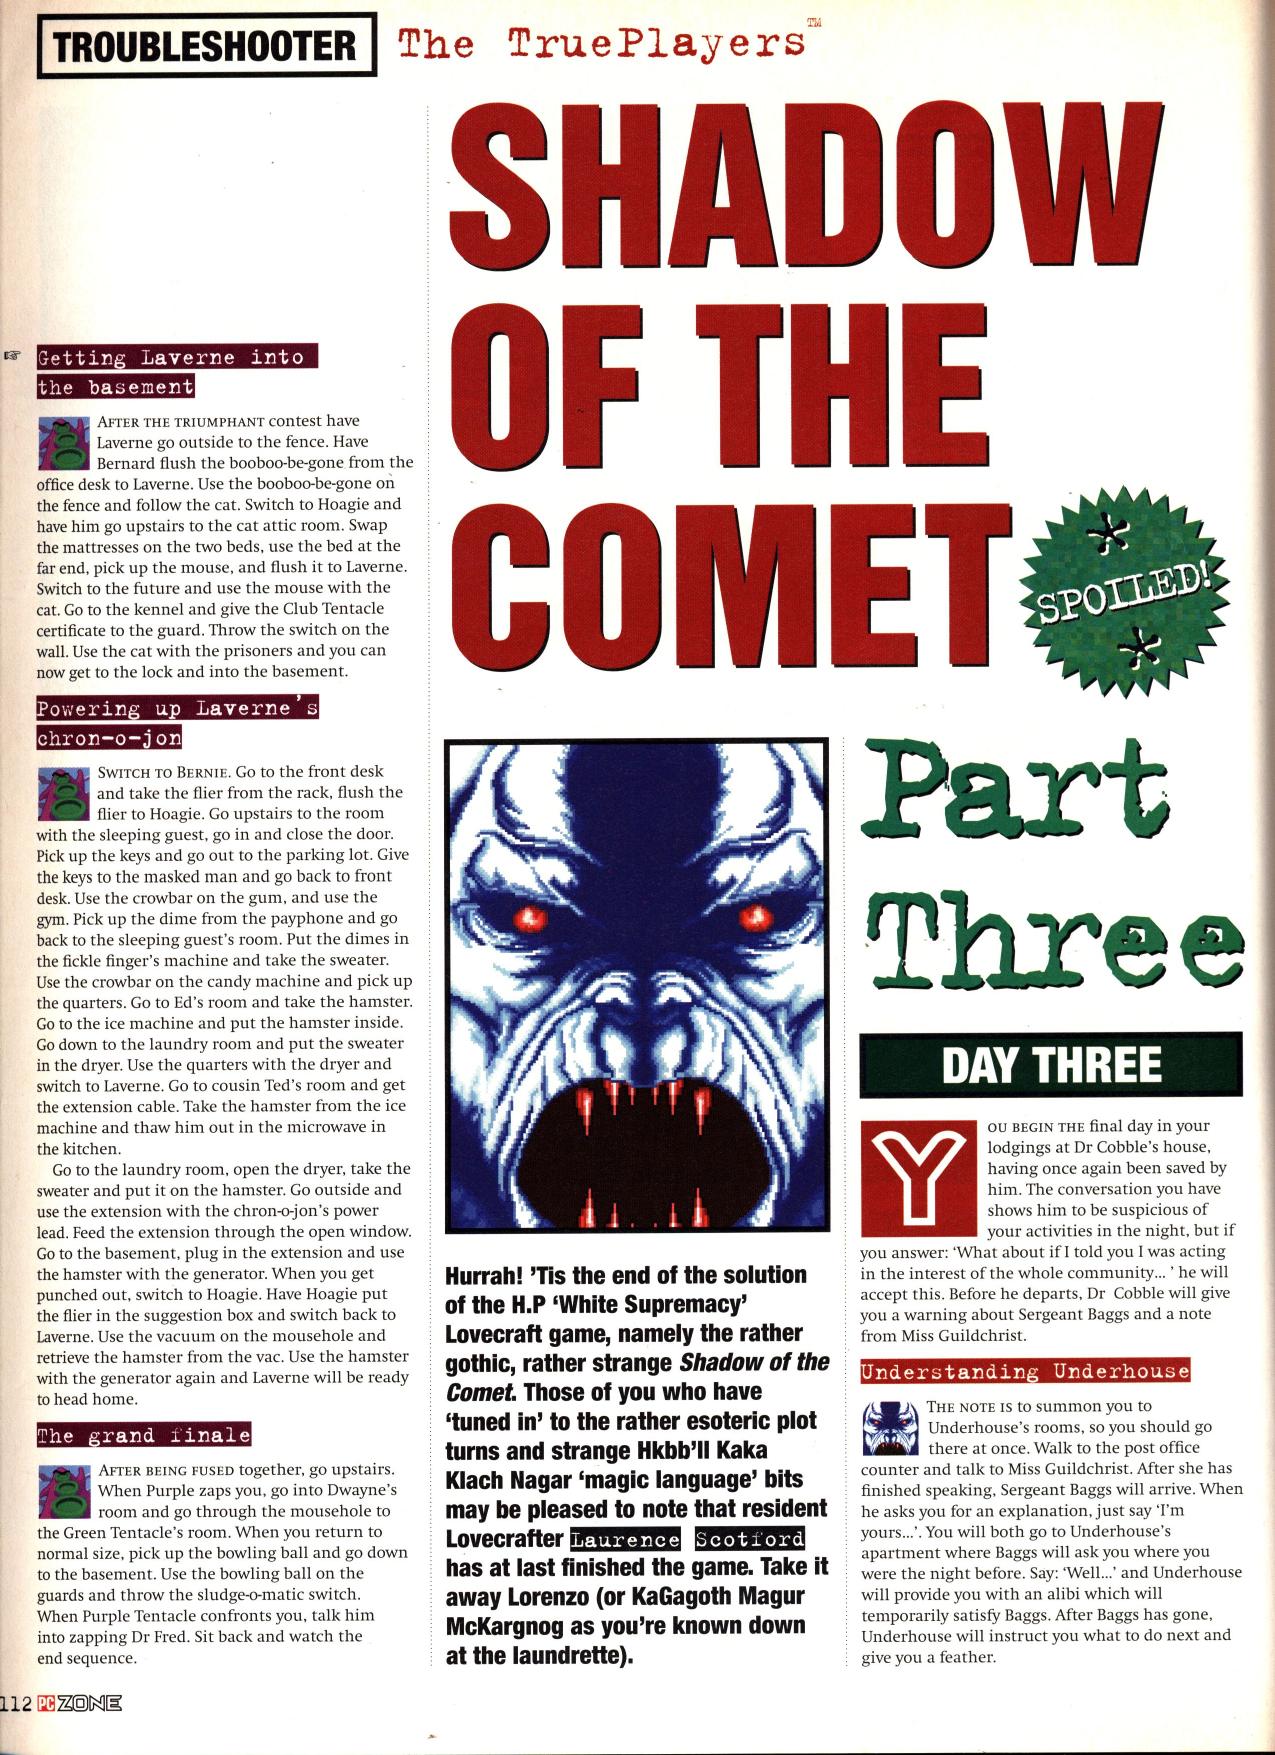 TROUBLESHOOTER
The TruePlayers™
SHADOW
OF THE
COMET
SPOILED!
Getting Laverne into
the basement
AFTER THE TRIUMPHANT contest have
Laverne go outside to the fence. Have
Bernard flush the booboo-be-gone from the
office desk to Laverne. Use the booboo-be-gone on
the fence and follow the cat. Switch to Hoagie and
have him go upstairs to the cat attic room. Swap
the mattresses on the two beds, use the bed at the
far end, pick up the mouse, and flush it to Laverne.
Switch to the future and use the mouse with the
cat. Go to the kennel and give the Club Tentacle
certificate to the guard. Throw the switch on the
wall. Use the cat with the prisoners and you can
now get to the lock and into the basement.
Powering up Laverne's
chron-o-jon
SWITCH TO BERNIE. Go to the front desk
and take the flier from the rack, flush the
flier to Hoagie. Go upstairs to the room
with the sleeping guest, go in and close the door.
Pick up the keys and go out to the parking lot. Give
the keys to the masked man and go back to front
desk. Use the crowbar on the gum, and use the
gym. Pick up the dime from the payphone and go
back to the sleeping guest's room. Put the dimes in
the fickle finger's machine and take the sweater.
Use the crowbar on the candy machine and pick up
the quarters. Go to Ed's room and take the hamster.
Go to the ice machine and put the hamster inside.
Go down to the laundry room and put the sweater
in the dryer. Use the quarters with the dryer and
switch to Laverne. Go to cousin Ted's room and get
the extension cable. Take the hamster from the ice
machine and thaw him out in the microwave in
the kitchen.
Go to the laundry room, open the dryer, take the
sweater and put it on the hamster. Go outside and
use the extension with the chron-o-jon's power
lead. Feed the extension through the open window.
Go to the basement, plug in the extension and use
the hamster with the generator. When you get
punched out, switch to Hoagie. Have Hoagie put
the flier in the suggestion box and switch back to
Laverne. Use the vacuum on the mousehole and
retrieve the hamster from the vac. Use the hamster
with the generator again and Laverne will be ready
to head home.
The grand finale
AFTER BEING FUSED together, go upstairs.
When Purple zaps you, go into Dwayne's
room and go through the mousehole to
the Green Tentacle's room. When you return to
normal size, pick up the bowling ball and go down
to the basement. Use the bowling ball on the
guards and throw the sludge-o-matic switch.
When Purple Tentacle confronts you, talk him
into zapping Dr Fred. Sit back and watch the
end sequence.
Hurrah! 'Tis the end of the solution
of the H.P 'White Supremacy'
Lovecraft game, namely the rather
gothic, rather strange Shadow of the
Comet. Those of you who have
'tuned in' to the rather esoteric plot
turns and strange Hkbb'll Kaka
Klach Nagar 'magic language' bits
may be pleased to note that resident
Lovecrafter Laurence Scotford
has at last finished the game. Take it
away Lorenzo (or KaGagoth Magur
McKargnog as you're known down
at the laundrette).
Part
Three
DAY THREE
YOU BEGIN THE final day in your
lodgings at Dr Cobble's house,
having once again been saved by
him. The conversation you have
shows him to be suspicious of
your activities in the night, but if
you answer: 'What about if I told you I was acting
in the interest of the whole community... ' he will
accept this. Before he departs, Dr Cobble will give
you a warning about Sergeant Baggs and a note
from Miss Guildchrist.
Understanding Underhouse
THE NOTE IS to summon you to
Underhouse's rooms, so you should go
there at once. Walk to the post office
counter and talk to Miss Guildchrist. After she has
finished speaking, Sergeant Baggs will arrive. When
he asks you for an explanation, just say 'I'm
yours...'. You will both go to Underhouse's
apartment where Baggs will ask you where you
were the night before. Say: 'Well...' and Underhouse
will provide you with an alibi which will
temporarily satisfy Baggs. After Baggs has gone,
Underhouse will instruct you what to do next and
give you a feather.
112 PC ZONE